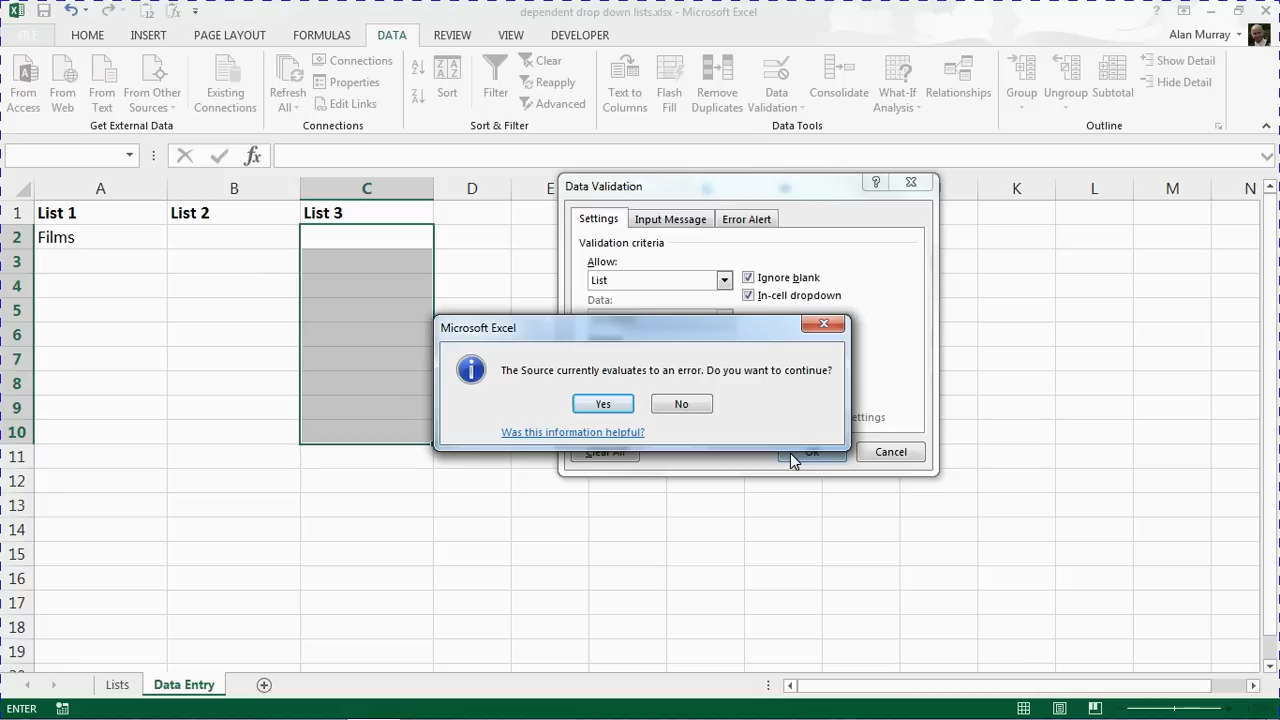 dependent drop down lists.xlsx - Microsoft Excel
FILE HOME INSERT PAGE LAYOUT FORMULAS DATA REVIEW VIEW DEVELOPER Alan Murray
From Access
From Web
From Text
From Other Sources
Existing Connections
Get External Data
Refresh All
Connections
Properties
Edit Links
Connections
Sort
Filter
Clear
Reapply
Advanced
Sort & Filter
Text to Columns
Flash Fill
Remove Duplicates
Data Validation
Consolidate
What-If Analysis
Relationships
Data Tools
Group
Ungroup
Subtotal
Show Detail
Hide Detail
Outline
fx
A B C D E K L M N
1 List 1 List 2 List 3
2 Films
3
4
5
6
7
8
9
10
11
12
13
14
15
16
17
18
19
Data Validation
Settings Input Message Error Alert
Validation criteria
Allow:
List
Ignore blank
Data:
In-cell dropdown
Microsoft Excel
The Source currently evaluates to an error. Do you want to continue?
Yes No
Was this information helpful?
ettings
Clear All OK Cancel
Lists Data Entry
ENTER